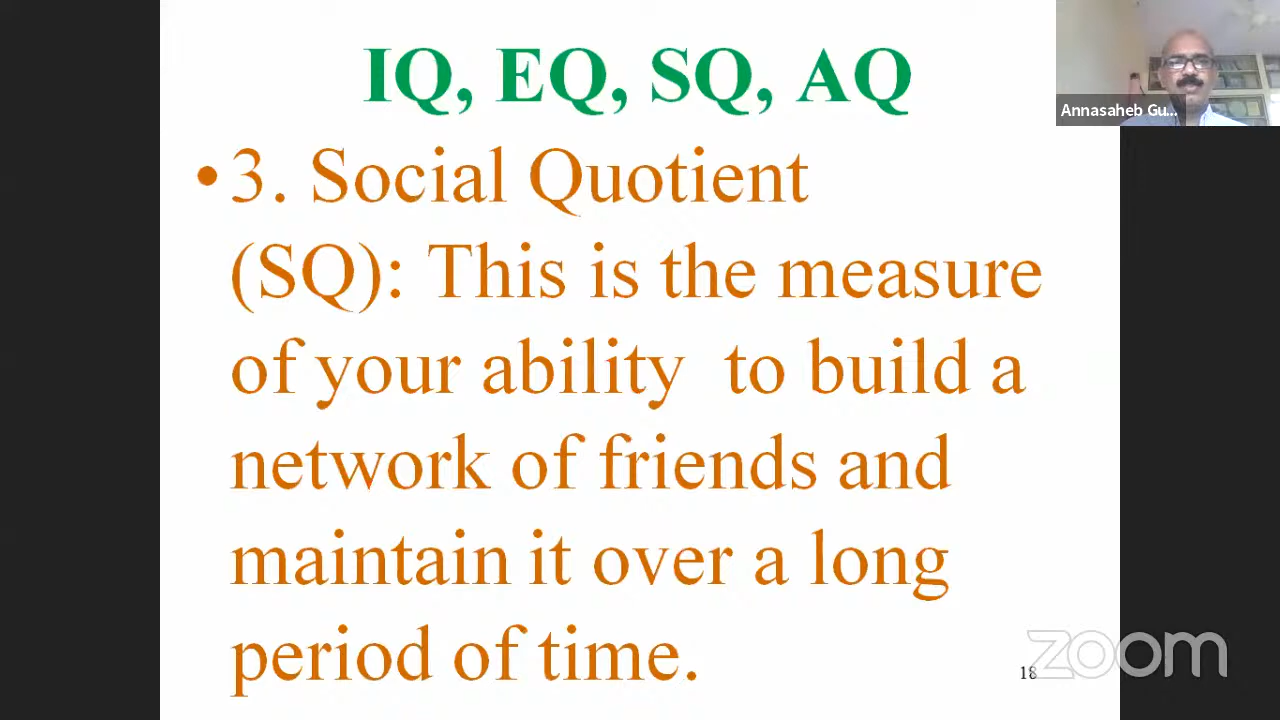 IQ, EQ, SQ, AQ
Annasaheb Gu...
•3. Social Quotient
(SQ): This is the measure
of your ability to build a
network of friends and
maintain it over a long
period of time.
18
zoom